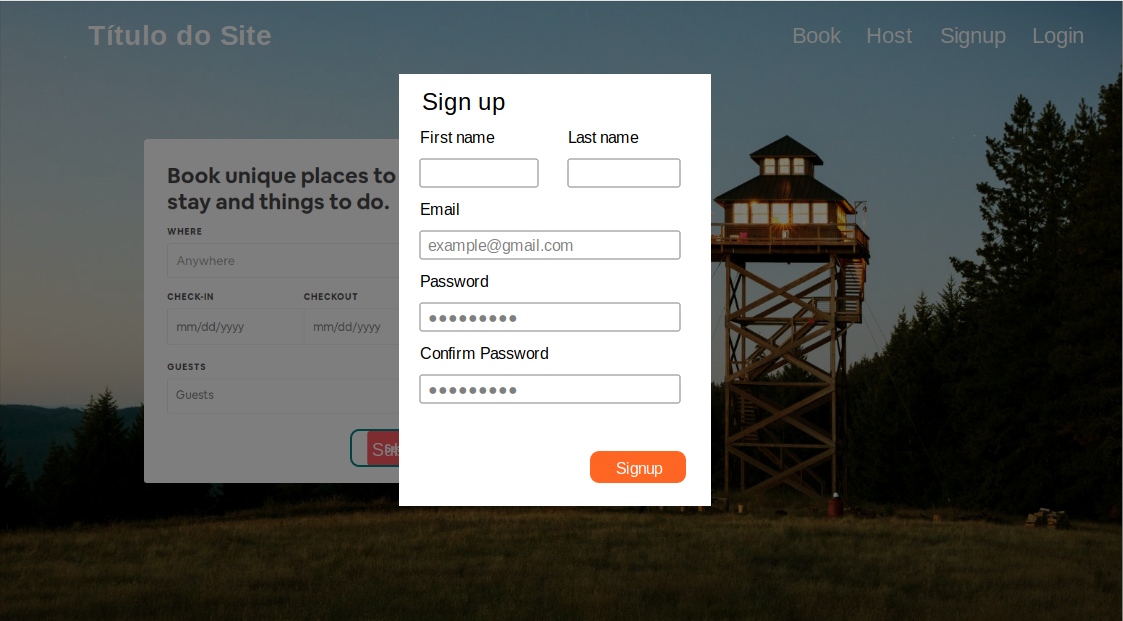 Título do Site
Book Host Signup Login
Sign up
First name Last name
Email
example@gmail.com
Password
Confirm Password
Signup
Book unique places to
stay and things to do.
WHERE
Anywhere
CHECK-IN CHECKOUT
mm/dd/yyyy mm/dd/yyyy
GUESTS
Guests